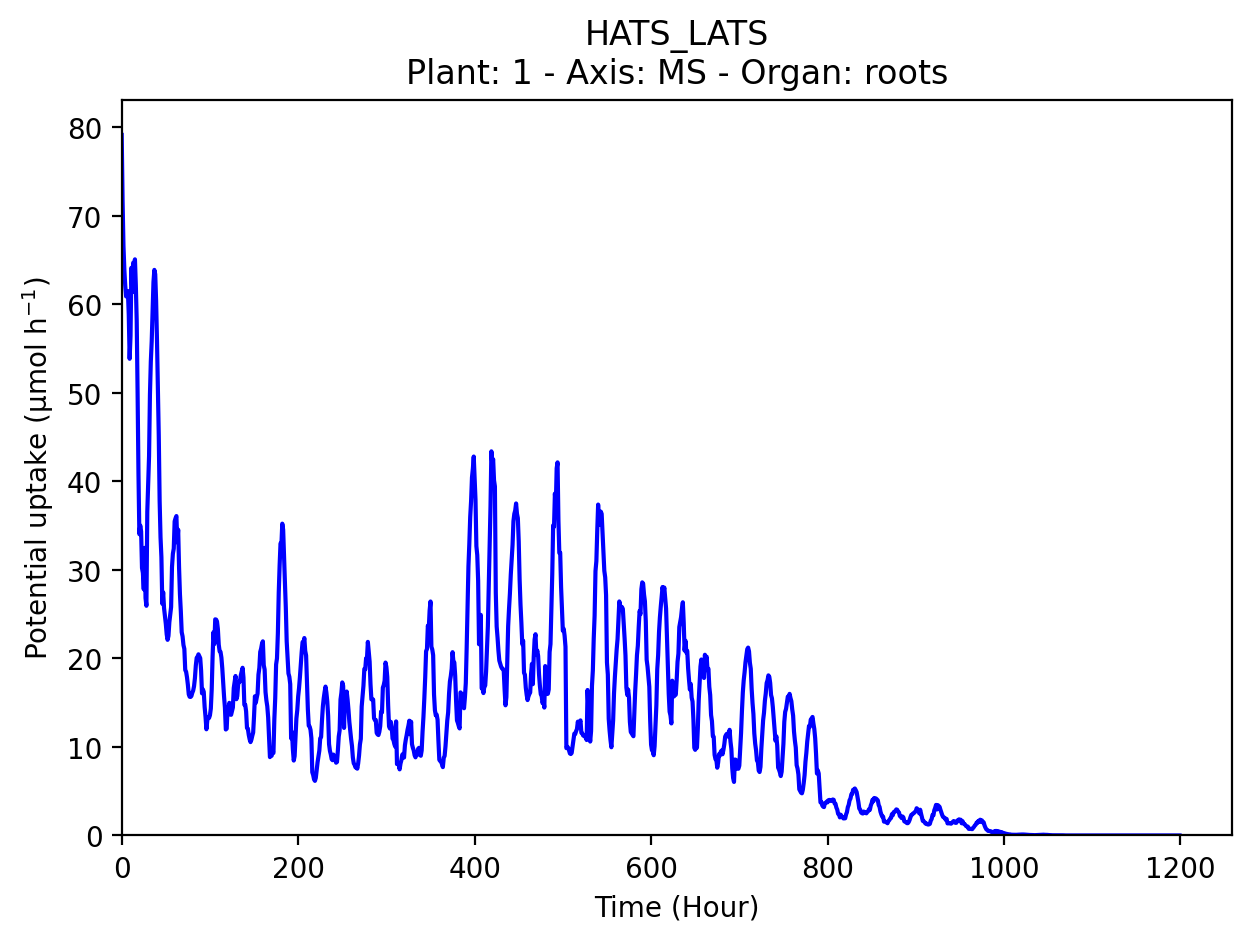 HATS_LATS
Plant: 1 - Axis: MS - Organ: roots
80
70
60
50
40
30
20
10
0
Potential uptake (µmol h⁻¹)
0 200 400 600 800 1000 1200
Time (Hour)